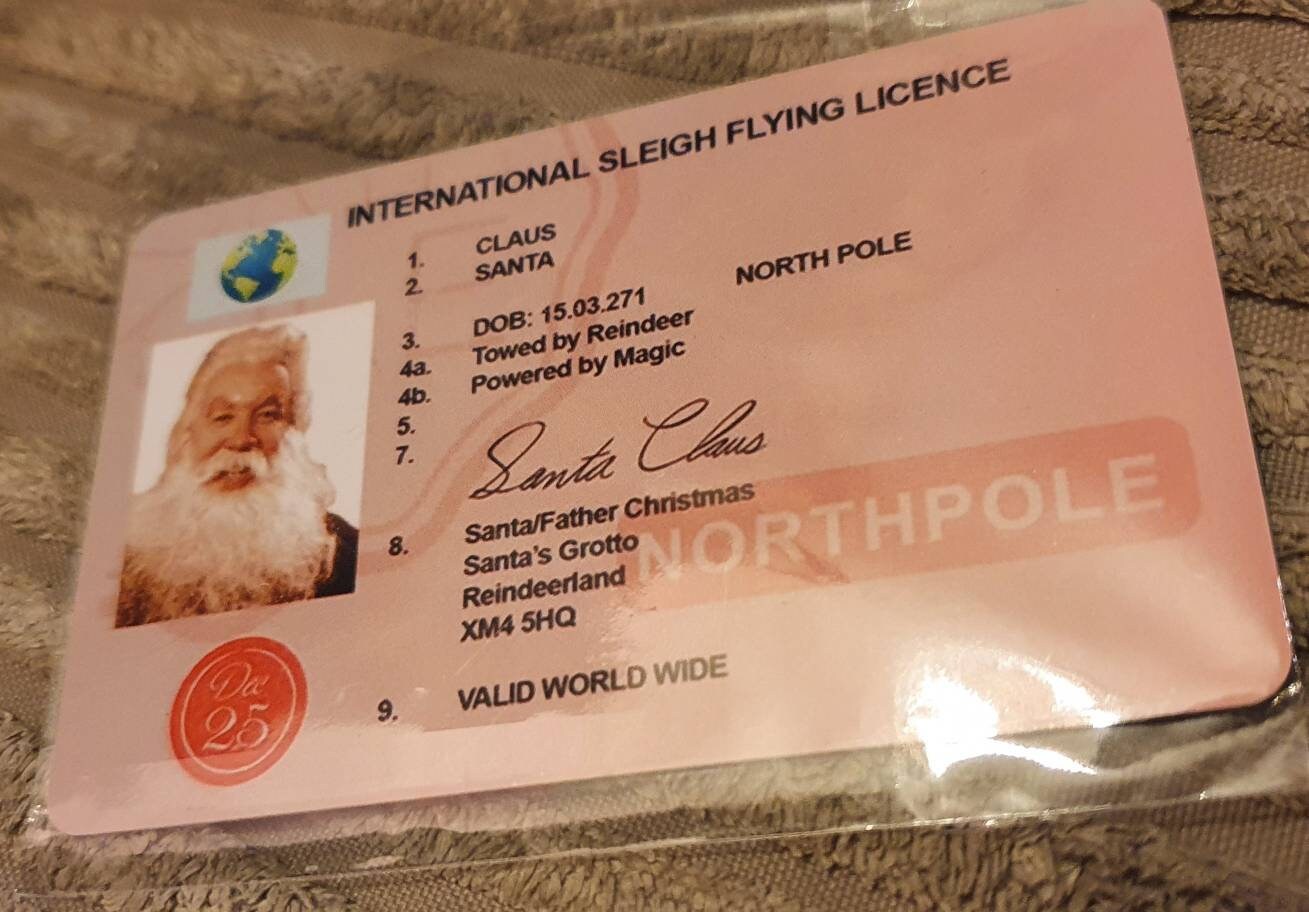 INTERNATIONAL SLEIGH FLYING LICENCE
1. CLAUS
2. SANTA
3. DOB: 15.03.271 NORTH POLE
4a. Towed by Reindeer
4b. Powered by Magic
5.
7. Santa Claus
8. Santa/Father Christmas
Santa's Grotto
Reindeerland
XM4 5HQ
NORTHPOLE
9. VALID WORLD WIDE
Dec
25